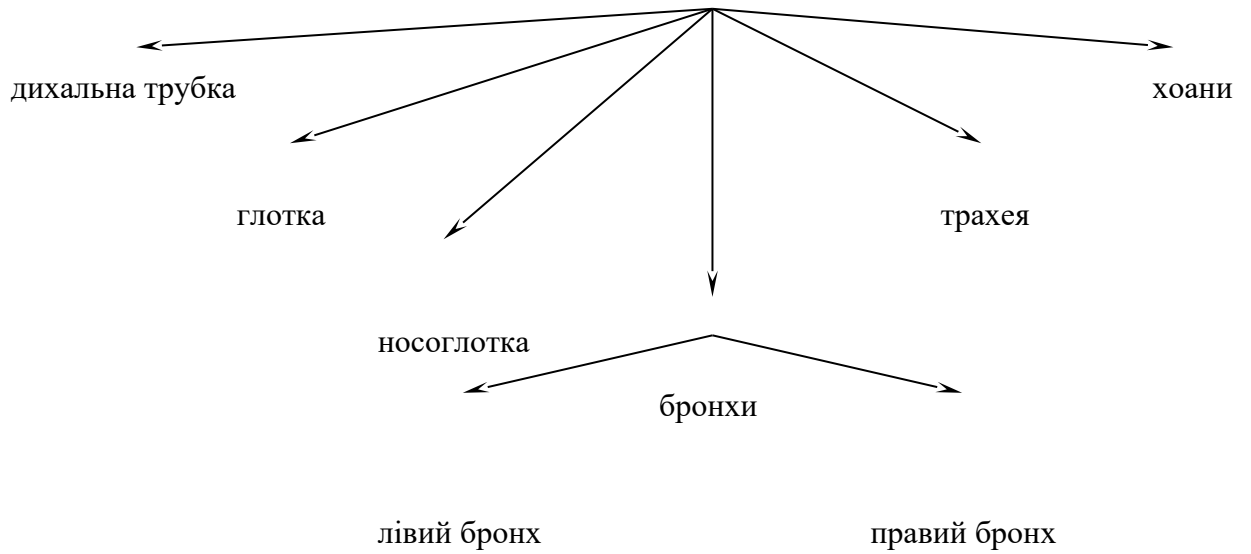 дихальна трубка
хоани
глотка
трахея
носоглотка
бронхи
лівий бронх
правий бронх